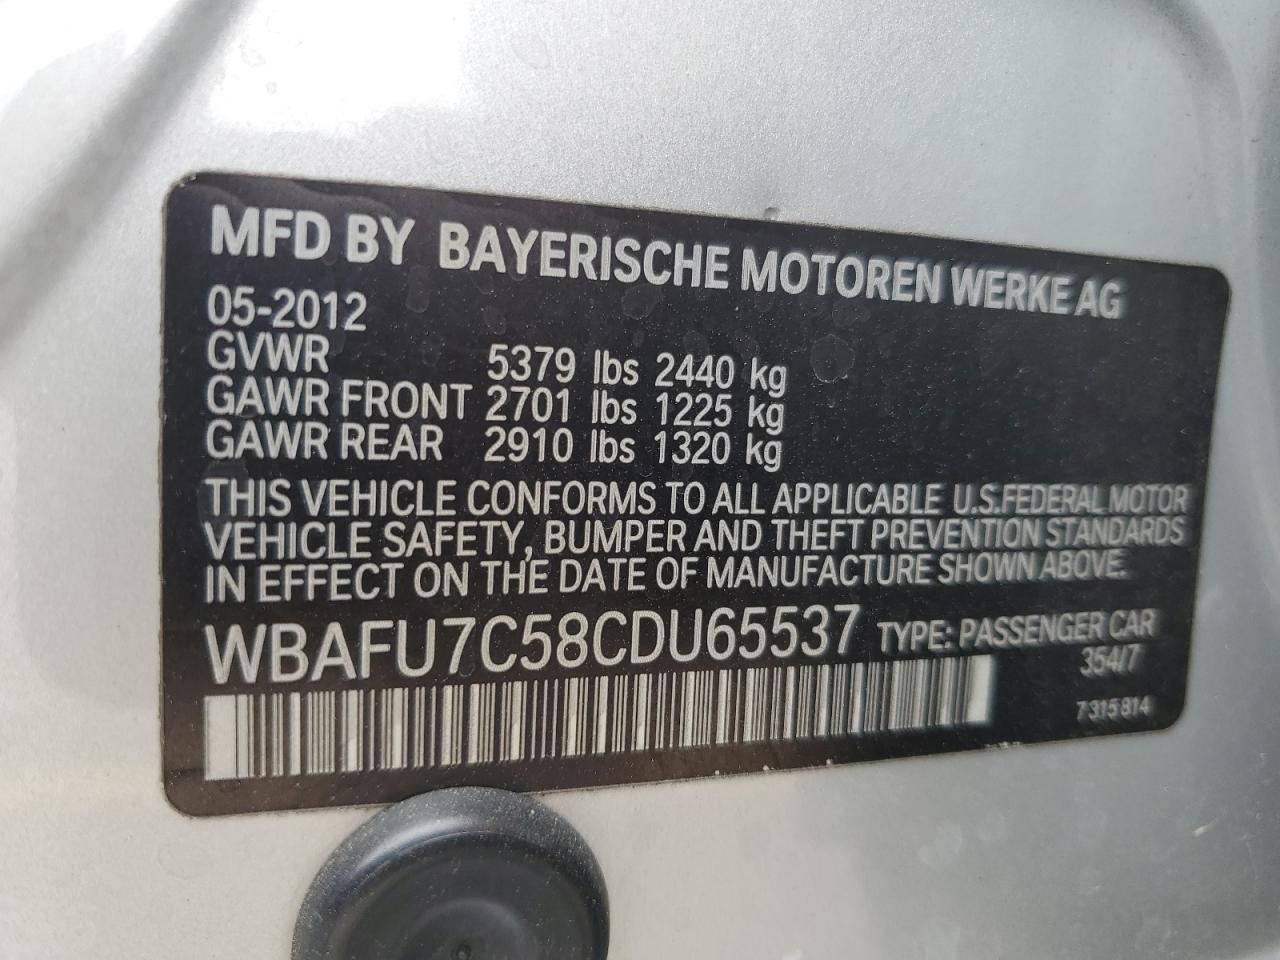 MFD BY BAYERISCHE MOTOREN WERKE AG
05-2012
GVWR 5379 lbs 2440 kg
GAWR FRONT 2701 lbs 1225 kg
GAWR REAR 2910 lbs 1320 kg
THIS VEHICLE CONFORMS TO ALL APPLICABLE U.S.FEDERAL MOTOR
VEHICLE SAFETY, BUMPER AND THEFT PREVENTION STANDARDS
IN EFFECT ON THE DATE OF MANUFACTURE SHOWN ABOVE.
WBAFU7C58CDU65537 TYPE: PASSENGER CAR
354/7
7 315 814